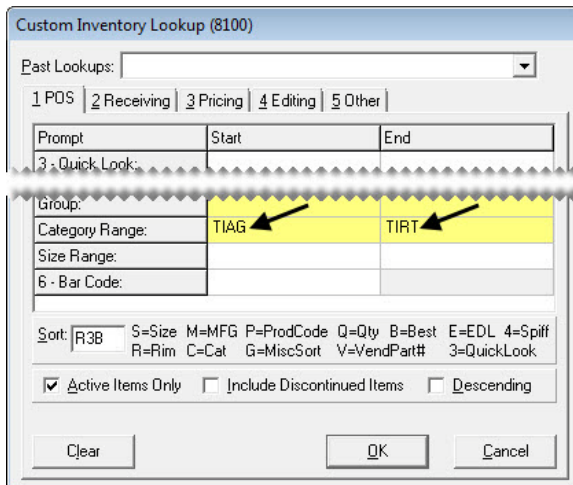 Custom Inventory Lookup (8100)
Past Lookups:
1 POS 2 Receiving 3 Pricing 4 Editing 5 Other
Prompt Start End
3 - Quick Look:
Group:
Category Range: TIAG TIRT
Size Range:
6 - Bar Code:
Sort: R3B S=Size M=MFG P=ProdCode Q=Qty B=Best E=EDL 4=Spiff
R=Rim C=Cat G=MiscSort V=VendPart# 3=QuickLook
Active Items Only Include Discontinued Items Descending
Clear OK Cancel